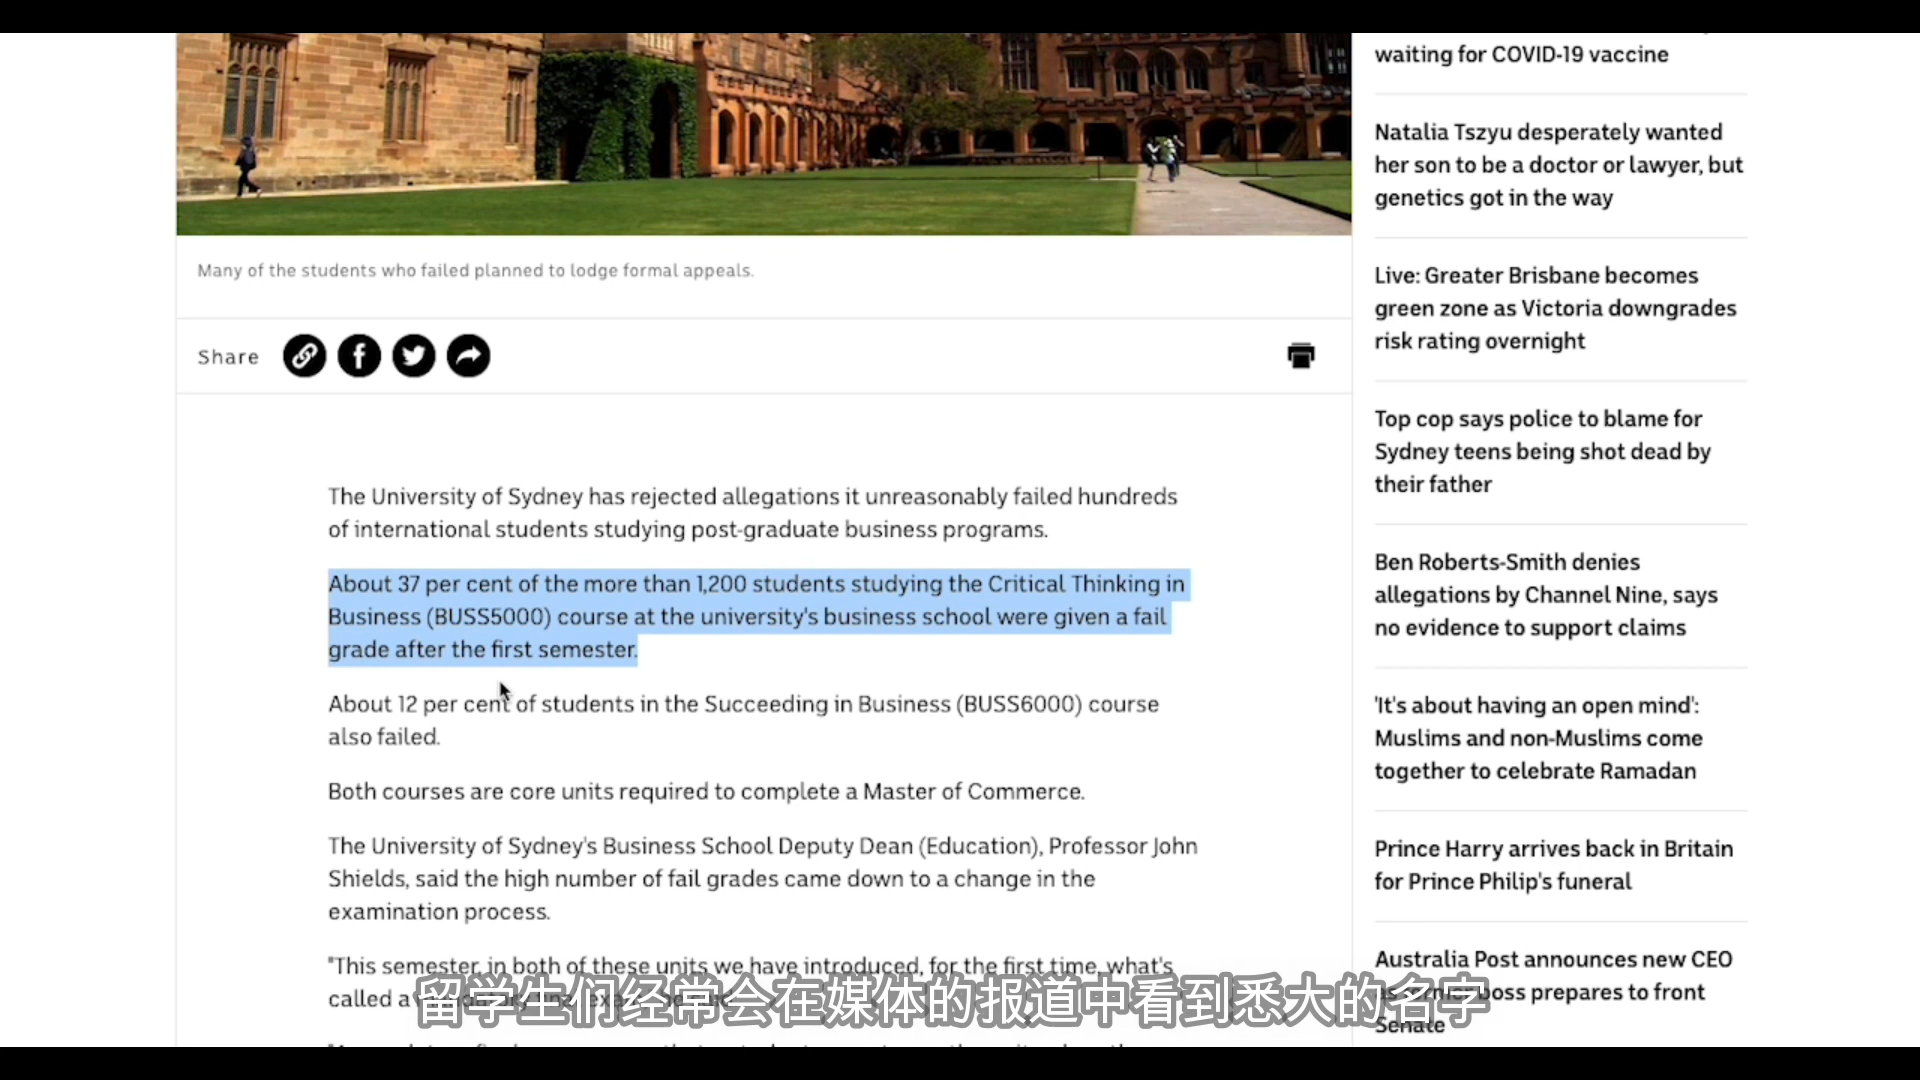 Many of the students who failed planned to lodge formal appeals.
Share
The University of Sydney has rejected allegations it unreasonably failed hundreds
of international students studying post-graduate business programs.
About 37 per cent of the more than 1,200 students studying the Critical Thinking in
Business (BUSS5000) course at the university's business school were given a fail
grade after the first semester.
About 12 per cent of students in the Succeeding in Business (BUSS6000) course
also failed.
Both courses are core units required to complete a Master of Commerce.
The University of Sydney's Business School Deputy Dean (Education), Professor John
Shields, said the high number of fail grades came down to a change in the
examination process.
"This semester, in both of these units we have introduced, for the first time, what's
called a
留学生们经常会在媒体的报道中看到悉大的名字
waiting for COVID-19 vaccine
Natalia Tszyu desperately wanted
her son to be a doctor or lawyer, but
genetics got in the way
Live: Greater Brisbane becomes
green zone as Victoria downgrades
risk rating overnight
Top cop says police to blame for
Sydney teens being shot dead by
their father
Ben Roberts-Smith denies
allegations by Channel Nine, says
no evidence to support claims
'It's about having an open mind':
Muslims and non-Muslims come
together to celebrate Ramadan
Prince Harry arrives back in Britain
for Prince Philip's funeral
Australia Post announces new CEO
as former boss prepares to front
Senate